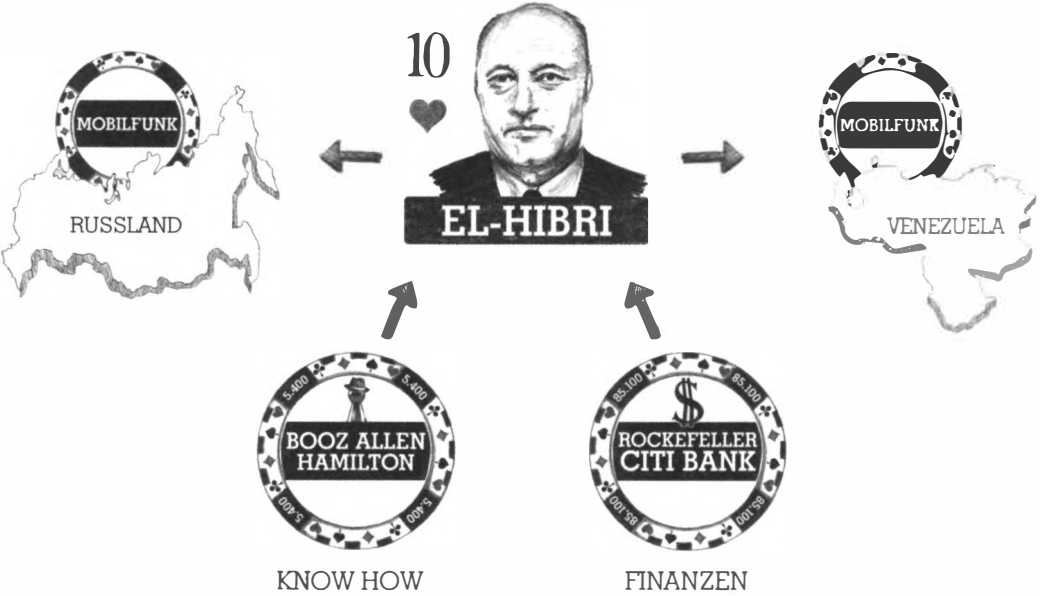 10
MOBILFUNK
MOBILFUNK
RUSSLAND
EL-HIBRI
VENEZUELA
5.400
5.400
BOOZ ALLEN
HAMILTON
5.400
5.400
KNOW HOW
85.100
85.100
$
ROCKEFELLER
CITI BANK
85.100
85.100
FINANZEN